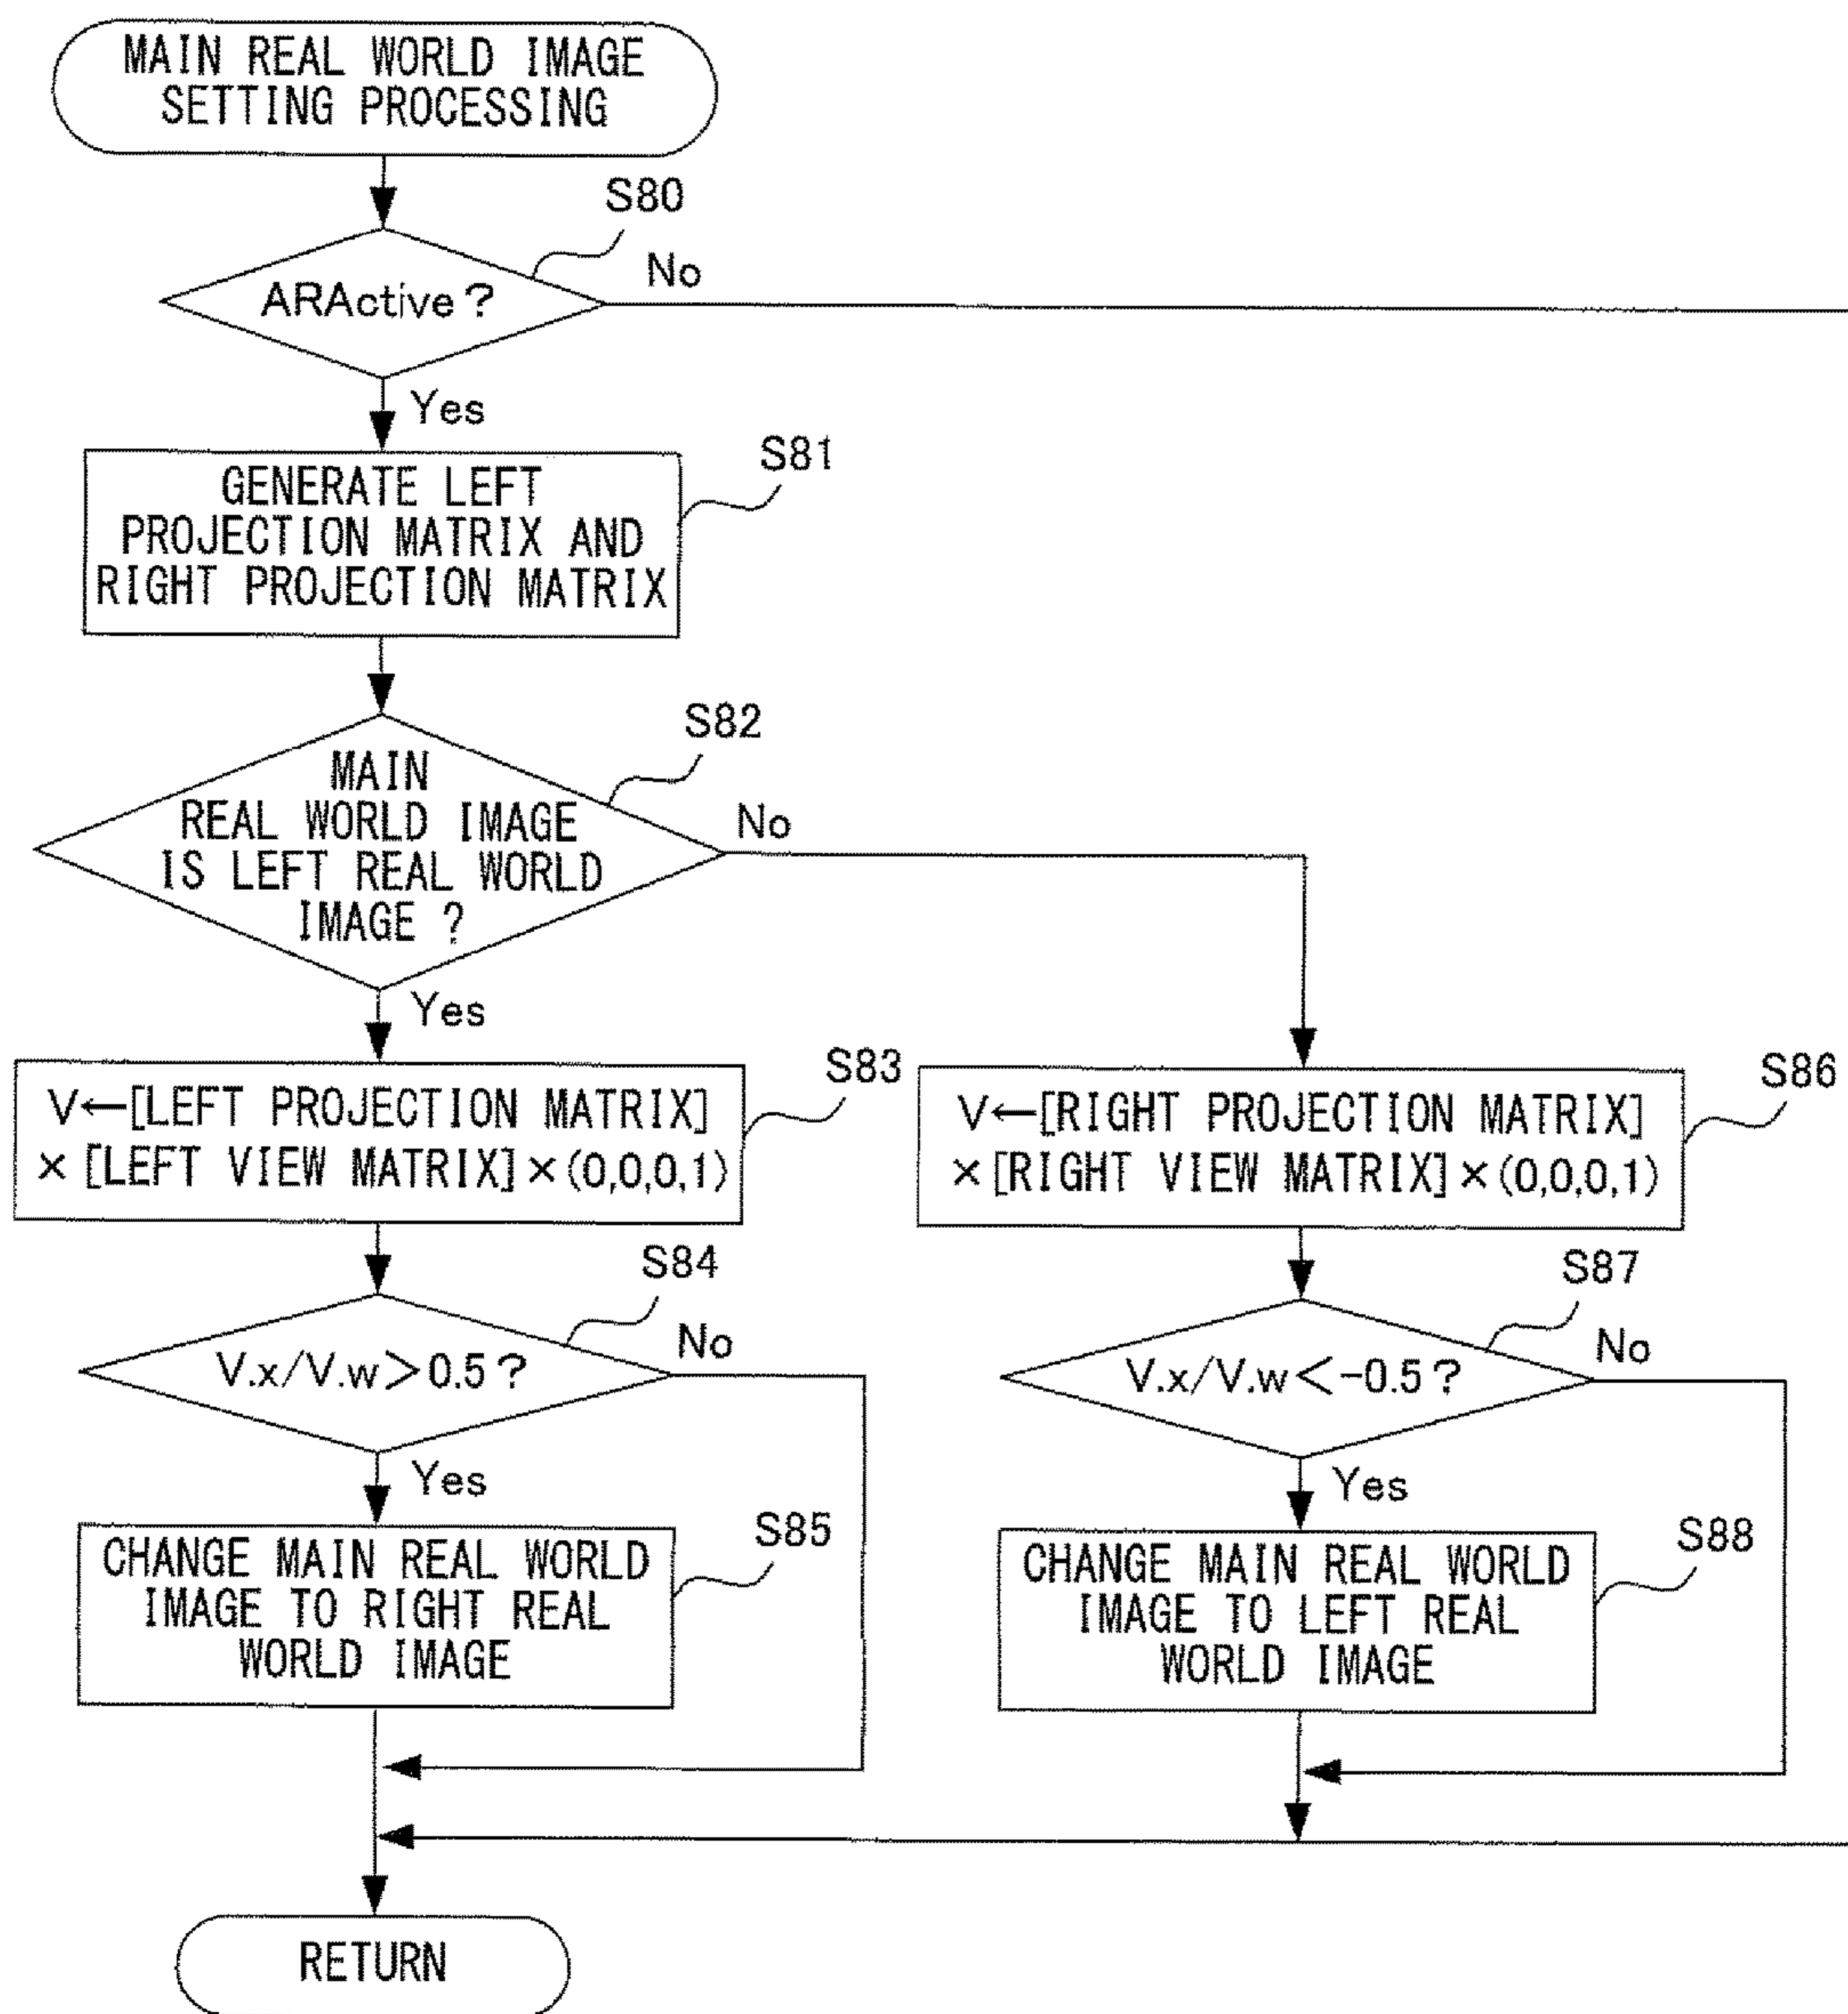 MAIN REAL WORLD IMAGE
SETTING PROCESSING
S80
ARActive?
No
Yes
S81
GENERATE LEFT
PROJECTION MATRIX AND
RIGHT PROJECTION MATRIX
S82
MAIN
REAL WORLD IMAGE
IS LEFT REAL WORLD
IMAGE ?
No
Yes
S83
V←[LEFT PROJECTION MATRIX]
×[LEFT VIEW MATRIX]×(0,0,0,1)
S86
V←[RIGHT PROJECTION MATRIX]
×[RIGHT VIEW MATRIX]×(0,0,0,1)
S84
V.x/V.w>0.5?
No
Yes
S87
V.x/V.w<-0.5?
No
Yes
S85
CHANGE MAIN REAL WORLD
IMAGE TO RIGHT REAL
WORLD IMAGE
S88
CHANGE MAIN REAL WORLD
IMAGE TO LEFT REAL
WORLD IMAGE
RETURN